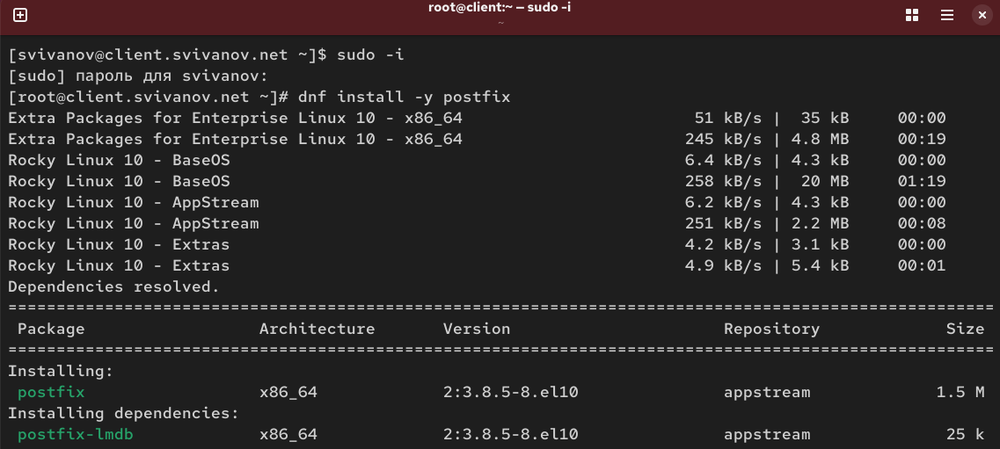 root@client:~ — sudo -i
~
[svivanov@client.svivanov.net ~]$ sudo -i
[sudo] пароль для svivanov:
[root@client.svivanov.net ~]# dnf install -y postfix
Extra Packages for Enterprise Linux 10 - x86_64                        51 kB/s |  35 kB     00:00
Extra Packages for Enterprise Linux 10 - x86_64                       245 kB/s | 4.8 MB     00:19
Rocky Linux 10 - BaseOS                                               6.4 kB/s | 4.3 kB     00:00
Rocky Linux 10 - BaseOS                                               258 kB/s |  20 MB     01:19
Rocky Linux 10 - AppStream                                            6.2 kB/s | 4.3 kB     00:00
Rocky Linux 10 - AppStream                                            251 kB/s | 2.2 MB     00:08
Rocky Linux 10 - Extras                                               4.2 kB/s | 3.1 kB     00:00
Rocky Linux 10 - Extras                                               4.9 kB/s | 5.4 kB     00:01
Dependencies resolved.
======================================================================================================
 Package                  Architecture       Version                      Repository             Size
======================================================================================================
Installing:
 postfix                  x86_64             2:3.8.5-8.el10               appstream             1.5 M
Installing dependencies:
 postfix-lmdb             x86_64             2:3.8.5-8.el10               appstream              25 k